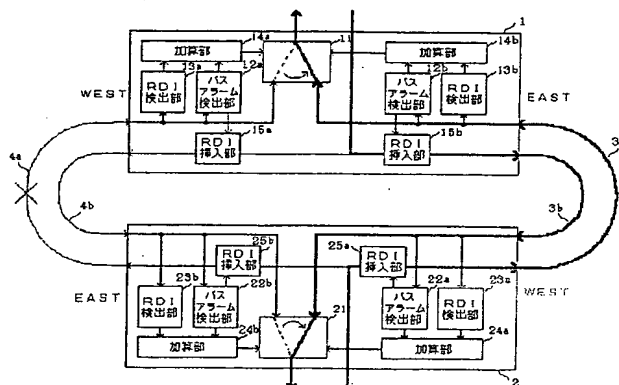 1
14a
11
14b
加算部
加算部
13a
12a
12b
13b
RDI
検出部
パス
アラーム
検出部
パス
アラーム
検出部
RDI
検出部
WEST
EAST
15a
15b
RDI
挿入部
RDI
挿入部
4a
3
4b
3b
25b
25a
RDI
挿入部
RDI
挿入部
EAST
WEST
23b
22b
22a
23a
RDI
検出部
パス
アラーム
検出部
21
パス
アラーム
検出部
RDI
検出部
24b
24a
加算部
加算部
2